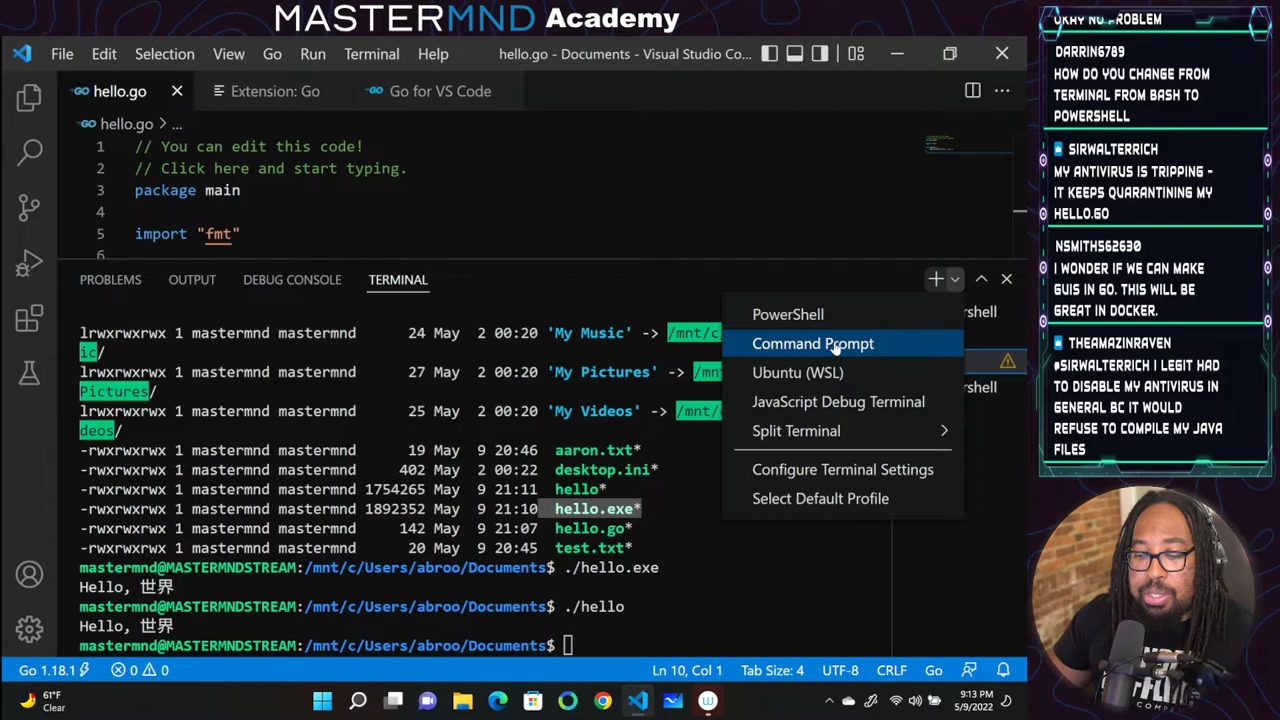 MASTERMND Academy
File Edit Selection View Go Run Terminal Help hello.go - Documents - Visual Studio Co...
hello.go Extension: Go Go for VS Code
hello.go > ...
1 // You can edit this code!
2 // Click here and start typing.
3 package main
4
5 import "fmt"
PROBLEMS OUTPUT DEBUG CONSOLE TERMINAL
lrwxrwxrwx 1 mastermnd mastermnd 24 May 2 00:20 'My Music' -> /mnt/c
ic/
lrwxrwxrwx 1 mastermnd mastermnd 27 May 2 00:20 'My Pictures' -> /mn
Pictures/
lrwxrwxrwx 1 mastermnd mastermnd 25 May 2 00:20 'My Videos' -> /mnt/
deos/
-rwxrwxrwx 1 mastermnd mastermnd 19 May 9 20:46 aaron.txt*
-rwxrwxrwx 1 mastermnd mastermnd 402 May 2 00:22 desktop.ini*
-rwxrwxrwx 1 mastermnd mastermnd 1754265 May 9 21:11 hello*
-rwxrwxrwx 1 mastermnd mastermnd 1892352 May 9 21:10 hello.exe*
-rwxrwxrwx 1 mastermnd mastermnd 142 May 9 21:07 hello.go*
-rwxrwxrwx 1 mastermnd mastermnd 20 May 9 20:45 test.txt*
mastermnd@MASTERMNDSTREAM:/mnt/c/Users/abroo/Documents$ ./hello.exe
Hello, 世界
mastermnd@MASTERMNDSTREAM:/mnt/c/Users/abroo/Documents$ ./hello
Hello, 世界
mastermnd@MASTERMNDSTREAM:/mnt/c/Users/abroo/Documents$
PowerShell
Command Prompt
Ubuntu (WSL)
JavaScript Debug Terminal
Split Terminal
Configure Terminal Settings
Select Default Profile
rshell
rshell
Go 1.18.1 0 0 Ln 10, Col 1 Tab Size: 4 UTF-8 CRLF Go
61°F
Clear
9:13 PM
5/9/2022
OKAY NO PROBLEM
DARRIN6789
HOW DO YOU CHANGE FROM
TERMINAL FROM BASH TO
POWERSHELL
SIRWALTERRICH
MY ANTIVIRUS IS TRIPPING -
IT KEEPS QUARANTINING MY
HELLO.GO
NSMITH562630
I WONDER IF WE CAN MAKE
GUIS IN GO. THIS WILL BE
GREAT IN DOCKER.
THEAMAZINRAVEN
@SIRWALTERRICH I LEGIT HAD
TO DISABLE MY ANTIVIRUS IN
GENERAL BC IT WOULD
REFUSE TO COMPILE MY JAVA
FILES